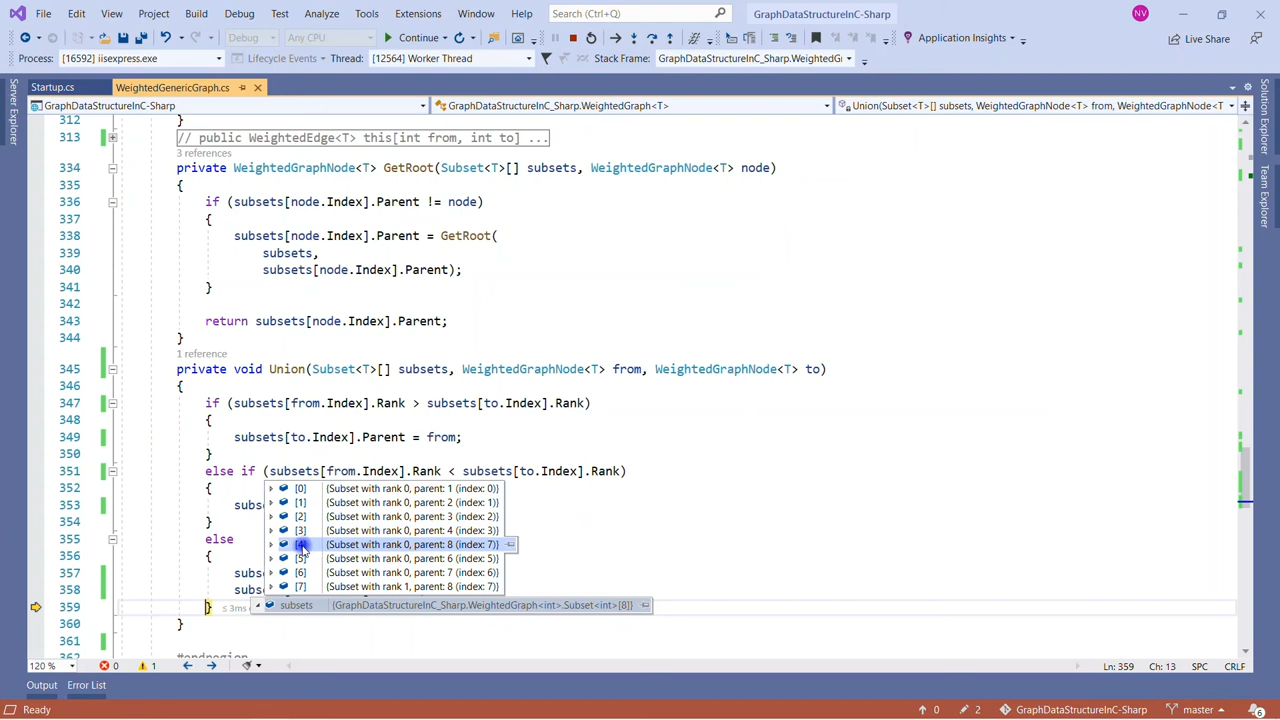 File Edit View Project Build Debug Test Analyze Tools Extensions Window Help Search (Ctrl+Q) GraphDataStructureInC-Sharp NV
Debug Any CPU Continue Application Insights Live Share
Process: [16592] iisexpress.exe Lifecycle Events Thread: [12564] Worker Thread Stack Frame: GraphDataStructureInC_Sharp.WeightedG
Startup.cs WeightedGenericGraph.cs
GraphDataStructureInC-Sharp GraphDataStructureInC_Sharp.WeightedGraph<T> Union(Subset<T>[] subsets, WeightedGraphNode<T> from, WeightedGraphNode<T
Server Explorer
Solution Explorer
Team Explorer
312 }
313 // public WeightedEdge<T> this[int from, int to] ...
3 references
334 private WeightedGraphNode<T> GetRoot(Subset<T>[] subsets, WeightedGraphNode<T> node)
335 {
336 if (subsets[node.Index].Parent != node)
337 {
338 subsets[node.Index].Parent = GetRoot(
339 subsets,
340 subsets[node.Index].Parent);
341 }
342
343 return subsets[node.Index].Parent;
344 }
1 reference
345 private void Union(Subset<T>[] subsets, WeightedGraphNode<T> from, WeightedGraphNode<T> to)
346 {
347 if (subsets[from.Index].Rank > subsets[to.Index].Rank)
348 {
349 subsets[to.Index].Parent = from;
350 }
351 else if (subsets[from.Index].Rank < subsets[to.Index].Rank)
352 {
353 subs
354 }
355 else
356 {
357 subs
358 subs
359 } ≤ 3ms
360 }
361
362 #endregion
[0] {Subset with rank 0, parent: 1 (index: 0)}
[1] {Subset with rank 0, parent: 2 (index: 1)}
[2] {Subset with rank 0, parent: 3 (index: 2)}
[3] {Subset with rank 0, parent: 4 (index: 3)}
[4] {Subset with rank 0, parent: 8 (index: 7)}
[5] {Subset with rank 0, parent: 6 (index: 5)}
[6] {Subset with rank 0, parent: 7 (index: 6)}
[7] {Subset with rank 1, parent: 8 (index: 7)}
subsets {GraphDataStructureInC_Sharp.WeightedGraph<int>.Subset<int>[8]}
120 % 0 1 Ln: 359 Ch: 13 SPC CRLF
Output Error List
Ready 0 2 GraphDataStructureInC-Sharp master 6